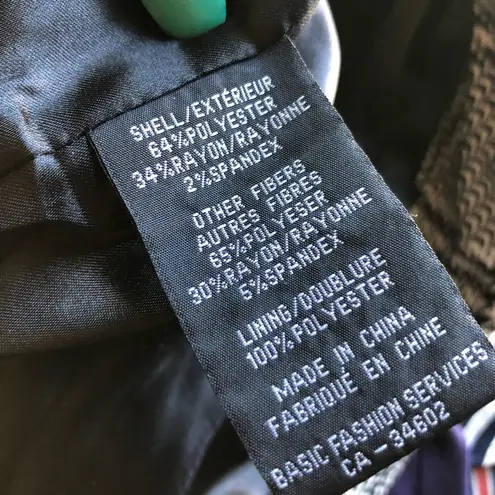 SHELL/EXTÉRIEUR
64%POLYESTER
34%RAYON/RAYONNE
2%SPANDEX
OTHER FIBERS
AUTRES FIBRES
65%POLYESER
30%RAYON/RAYONNE
5%SPANDEX
LINING/DOUBLURE
100%POLYESTER
MADE IN CHINA
FABRIQUÉ EN CHINE
BASIC FASHION SERVICES
CA - 34602